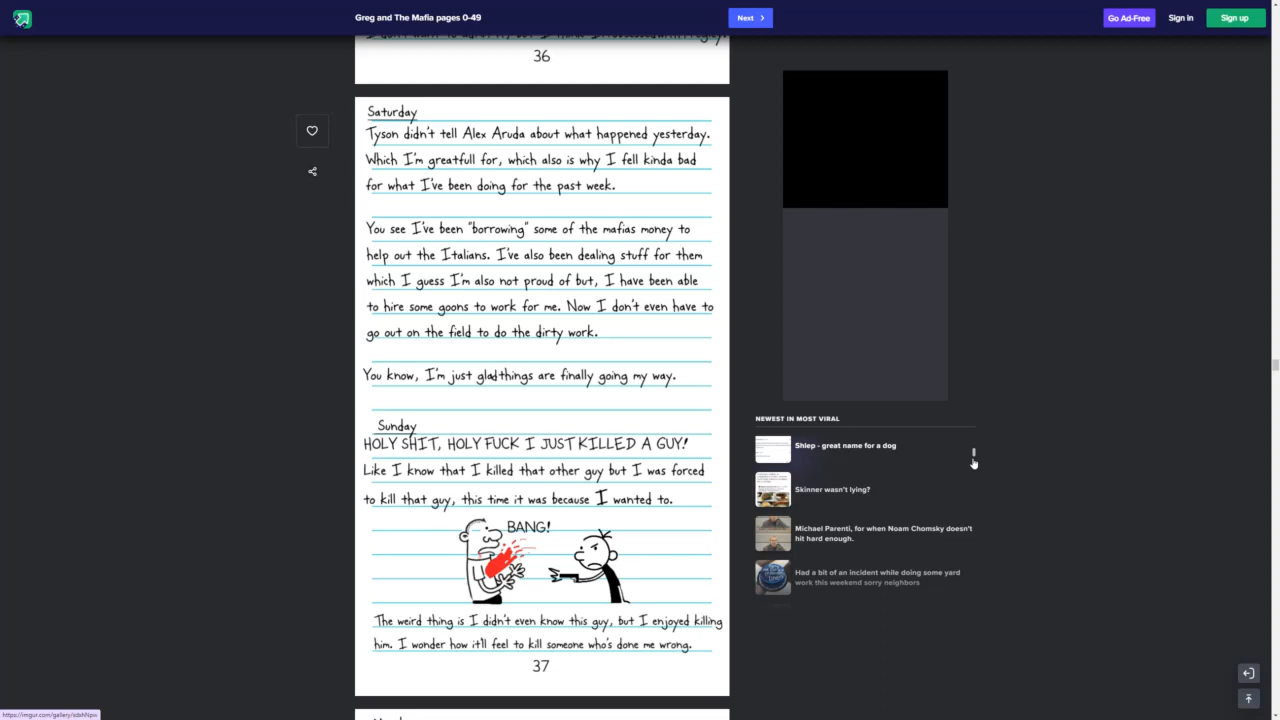 Greg and The Mafia pages 0-49
Next
Go Ad-Free
Sign in
Sign up
36
Saturday
Tyson didn't tell Alex Aruda about what happened yesterday.
Which I'm greatfull for, which also is why I fell kinda bad
for what I've been doing for the past week.
You see I've been "borrowing" some of the mafias money to
help out the Italians. I've also been dealing stuff for them
which I guess I'm also not proud of but, I have been able
to hire some goons to work for me. Now I don't even have to
go out on the field to do the dirty work.
You know, I'm just gladthings are finally going my way.
Sunday
HOLY SHIT, HOLY FUCK I JUST KILLED A GUY!
Like I know that I killed that other guy but I was forced
to kill that guy, this time it was because I wanted to.
BANG!
The weird thing is I didn't even know this guy, but I enjoyed killing
him. I wonder how it'll feel to kill someone who's done me wrong.
37
NEWEST IN MOST VIRAL
Shlep - great name for a dog
Skinner wasn't lying?
Michael Parenti, for when Noam Chomsky doesn't
hit hard enough.
Had a bit of an incident while doing some yard
work this weekend sorry neighbors